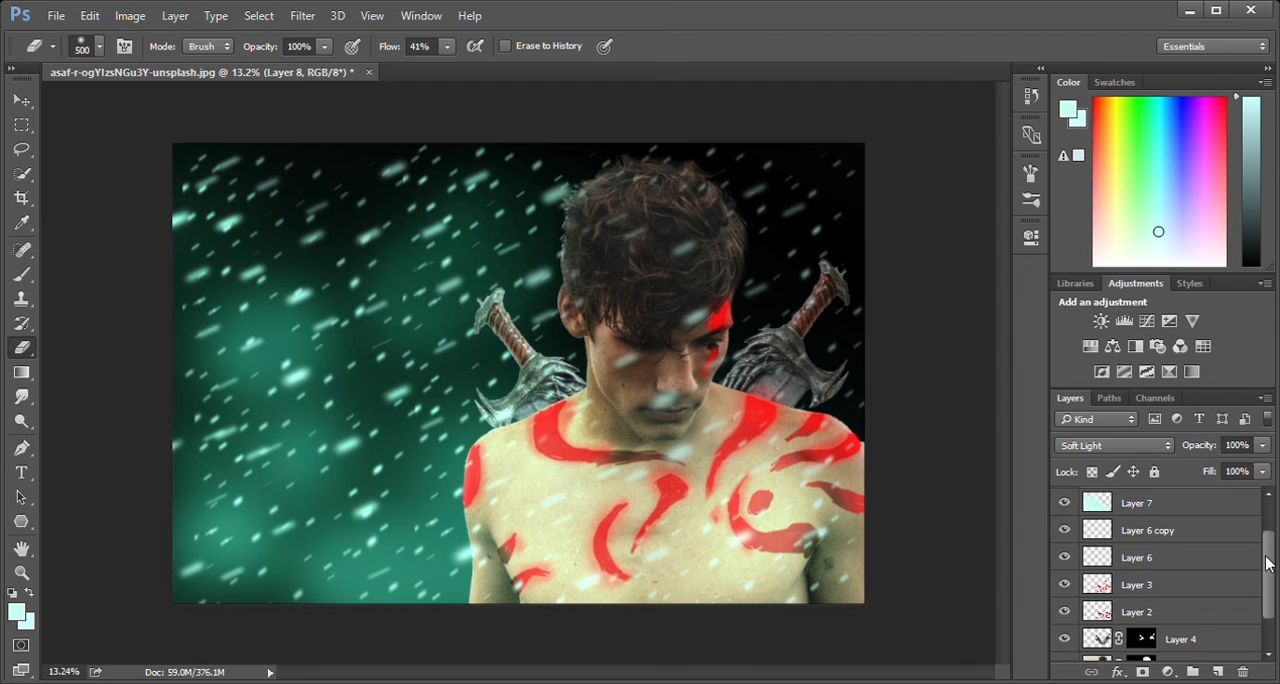 Ps File Edit Image Layer Type Select Filter 3D View Window Help
500 Mode: Brush Opacity: 100% Flow: 41% Erase to History Essentials
asaf-r-ogYIzsNGu3Y-unsplash.jpg @ 13.2% (Layer 8, RGB/8*) * ×
Color Swatches
Libraries Adjustments Styles
Add an adjustment
Layers Paths Channels
Kind
Soft Light Opacity: 100%
Lock: Fill: 100%
Layer 7
Layer 6 copy
Layer 6
Layer 3
Layer 2
Layer 4
13.24% Doc: 59.0M/376.1M